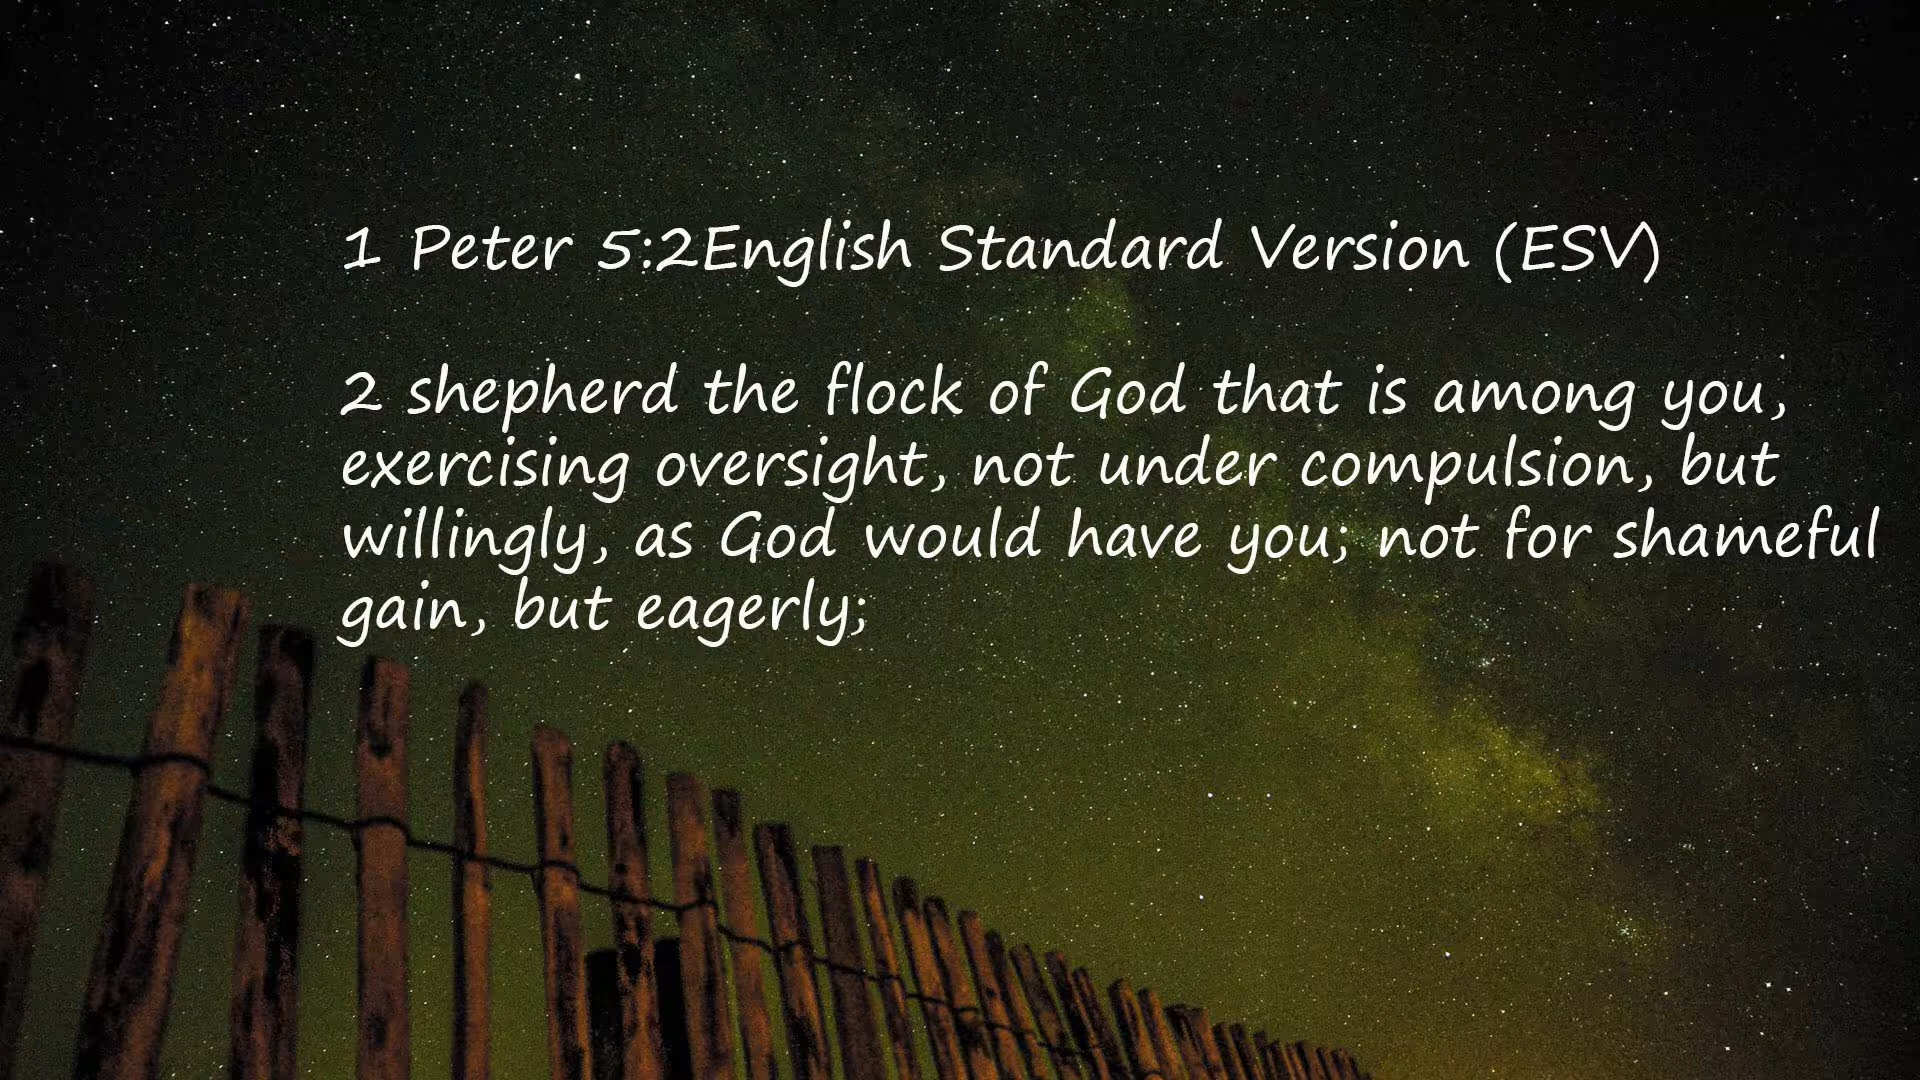 1 Peter 5:2English Standard Version (ESV)
2 shepherd the flock of God that is among you,
exercising oversight, not under compulsion, but
willingly, as God would have you; not for shameful
gain, but eagerly;